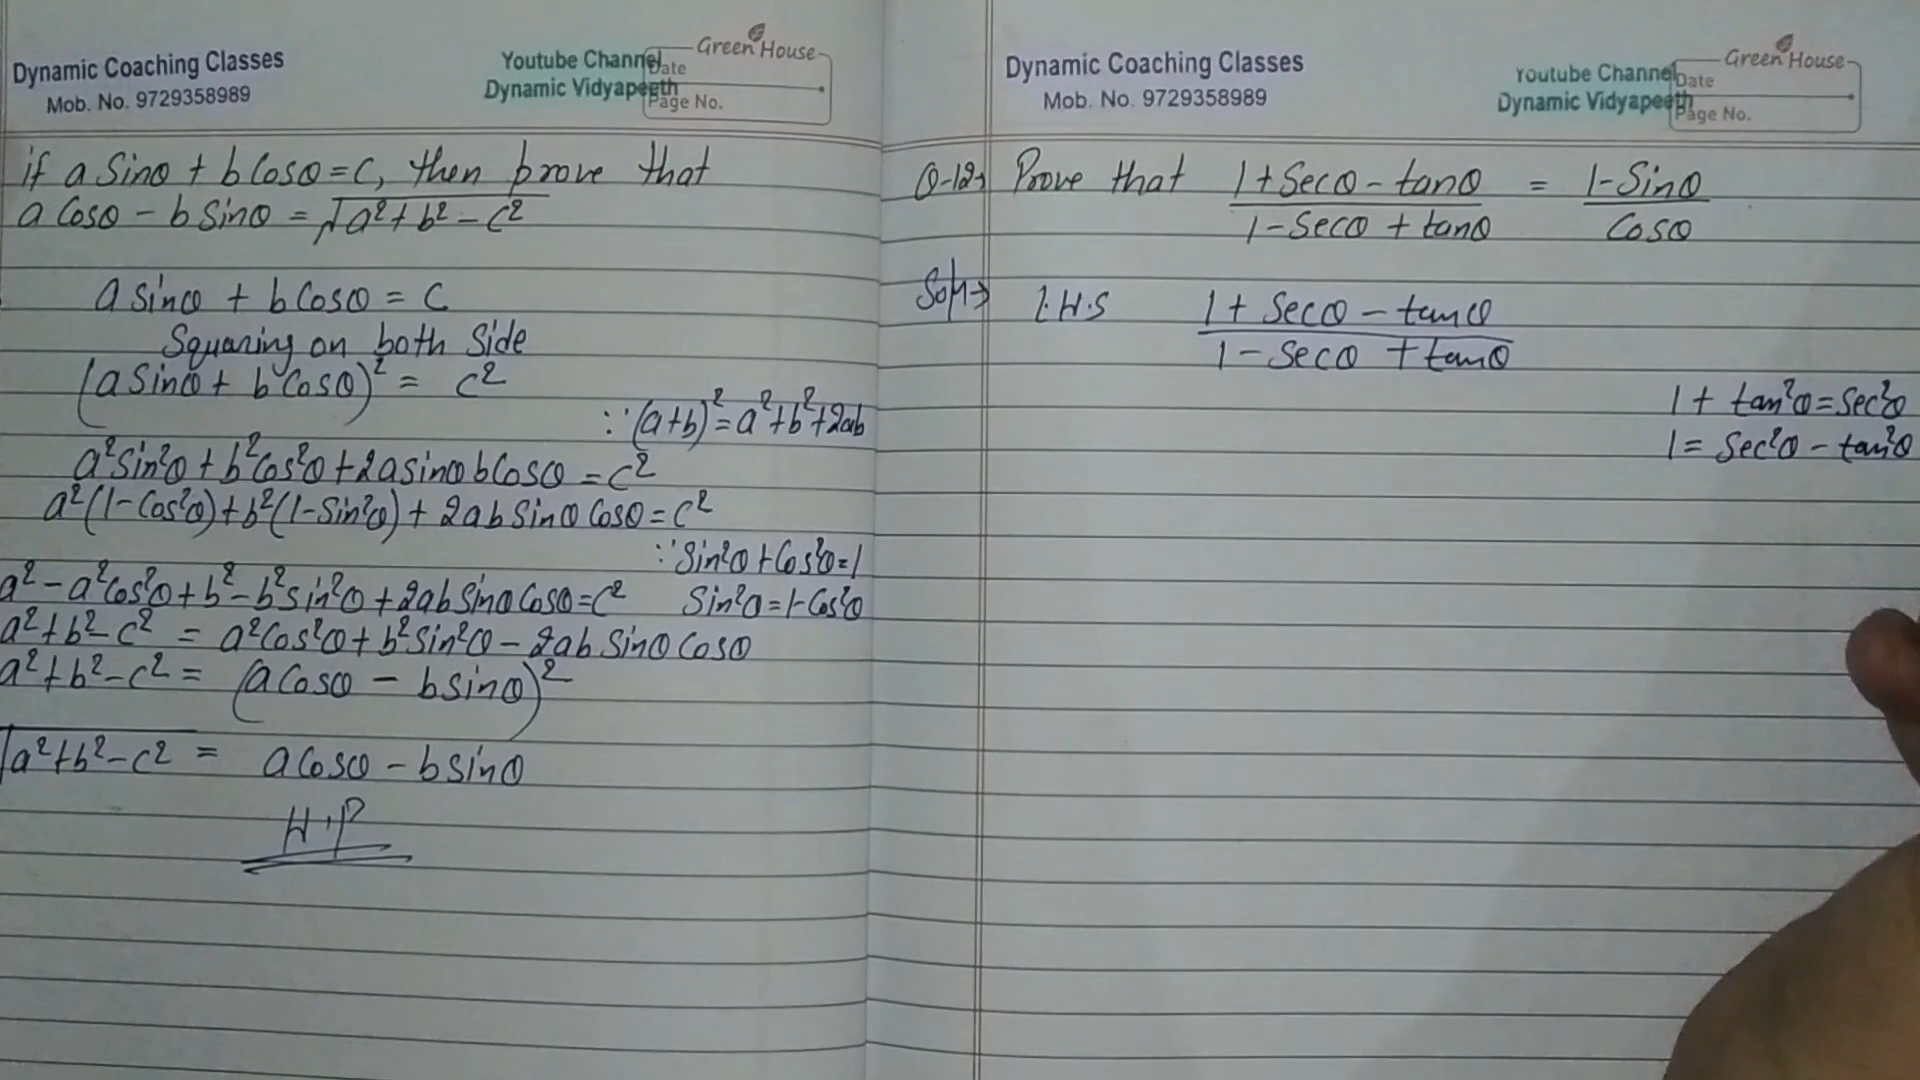 Dynamic Coaching Classes
Mob. No. 9729358989
Youtube Channel
Dynamic Vidyapeeth
Green House
Date
Page No.
if a Sinθ + b Cosθ = C, then prove that
a Cosθ - b Sinθ = √a² + b² - c²
a sinθ + b Cosθ = C
Squaring on both Side
(a Sinθ + b Cosθ)² = c²
∵ (a+b)² = a²+b²+2ab
a²sin²θ + b²cos²θ + 2a sinθ b Cosθ = c²
a²(1-Cos²θ) + b²(1-Sin²θ) + 2ab Sinθ Cosθ = c²
∵ Sin²θ + Cos²θ = 1
a² - a²Cos²θ + b² - b²sin²θ + 2ab Sinθ Cosθ = c²
Sin²θ = 1-Cos²θ
a² + b² - c² = a²Cos²θ + b²sin²θ - 2ab Sinθ Cosθ
a² + b² - c² = (a Cosθ - b sinθ)²
√a²+b²-c² = a Cosθ - b sinθ
H.P
Dynamic Coaching Classes
Mob. No. 9729358989
Youtube Channel
Dynamic Vidyapeeth
Green House
Date
Page No.
Q-12→ Prove that (1 + Secθ - tanθ)/(1 - Secθ + tanθ) = (1 - Sinθ)/Cosθ
Soln→ L.H.S (1 + Secθ - tanθ)/(1 - Secθ + tanθ)
1 + tan²θ = Sec²θ
1 = Sec²θ - tan²θ